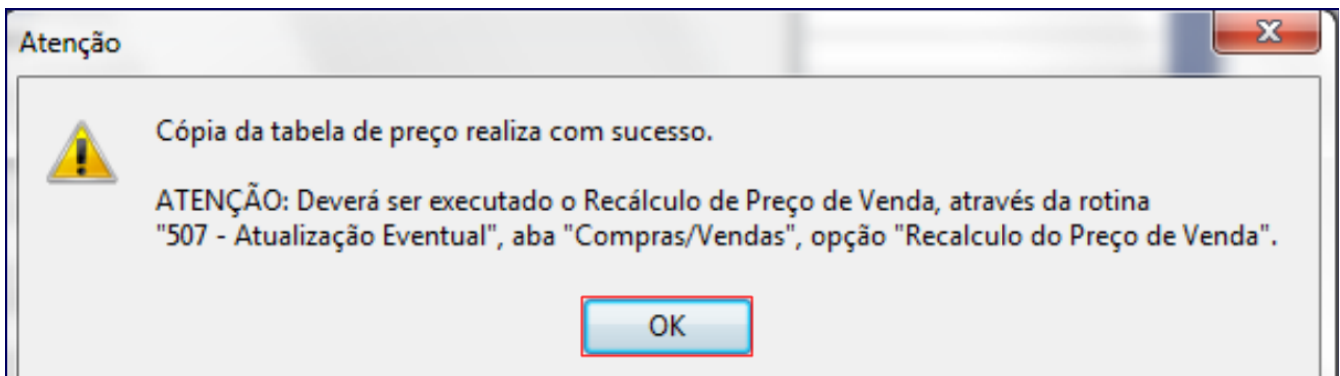 Atenção
Cópia da tabela de preço realiza com sucesso.
ATENÇÃO: Deverá ser executado o Recálculo de Preço de Venda, através da rotina
"507 - Atualização Eventual", aba "Compras/Vendas", opção "Recalculo do Preço de Venda".
OK